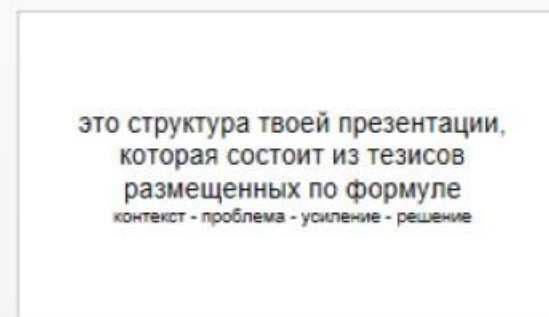 это структура твоей презентации,
которая состоит из тезисов
размещенных по формуле
контекст - проблема - усиление - решение